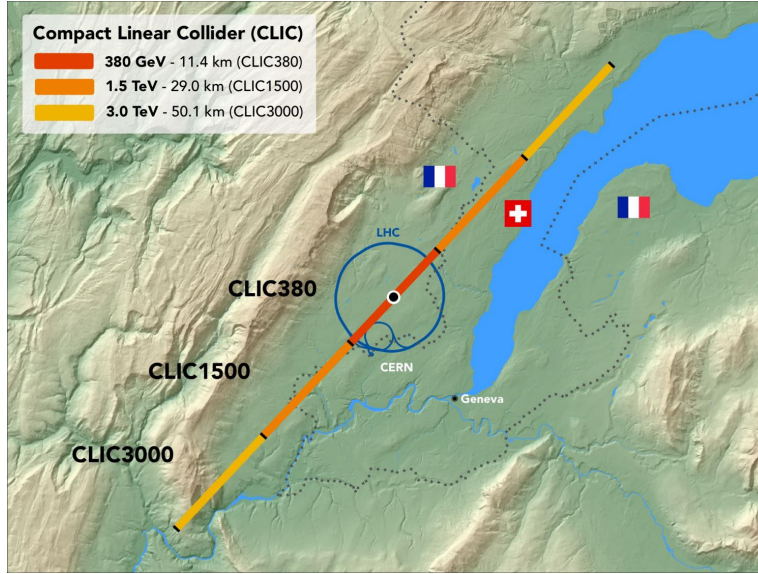 Compact Linear Collider (CLIC)
380 GeV - 11.4 km (CLIC380)
1.5 TeV - 29.0 km (CLIC1500)
3.0 TeV - 50.1 km (CLIC3000)
LHC
CLIC380
CLIC1500
CERN
Geneva
CLIC3000